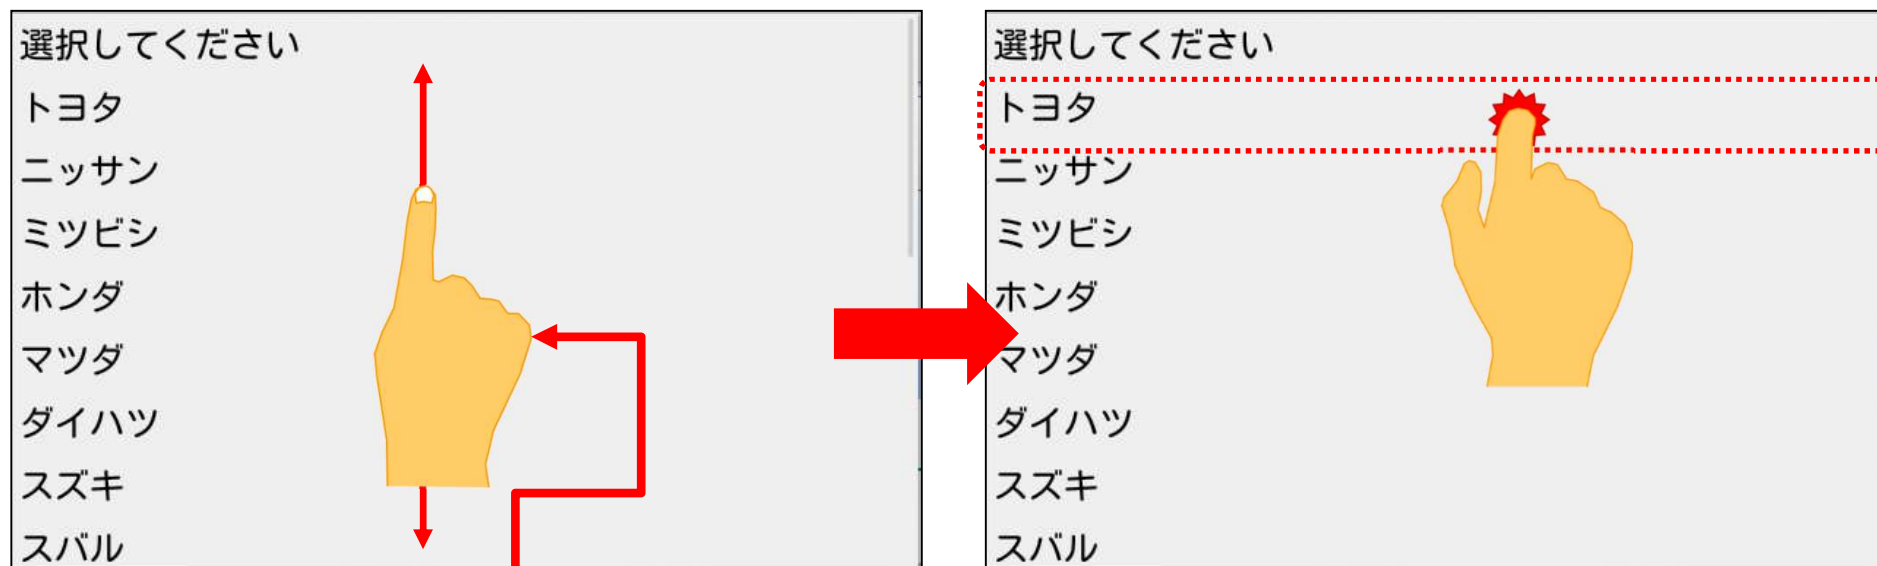 選択してください
トヨタ
ニッサン
ミツビシ
ホンダ
マツダ
ダイハツ
スズキ
スバル
選択してください
トヨタ
ニッサン
ミツビシ
ホンダ
マツダ
ダイハツ
スズキ
スバル